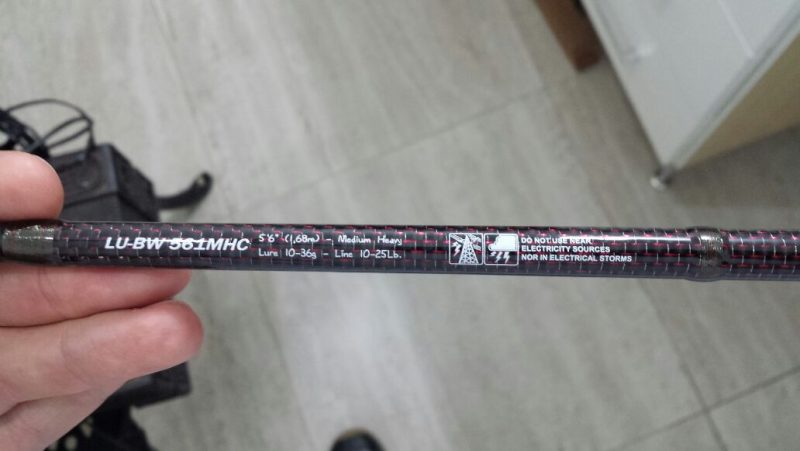 LU-BW 561MHC
5'6" (1,68m) - Medium Heavy
Lure 10-36g - Line 10-25Lb.
DO NOT USE NEAR
ELECTRICITY SOURCES
NOR IN ELECTRICAL STORMS